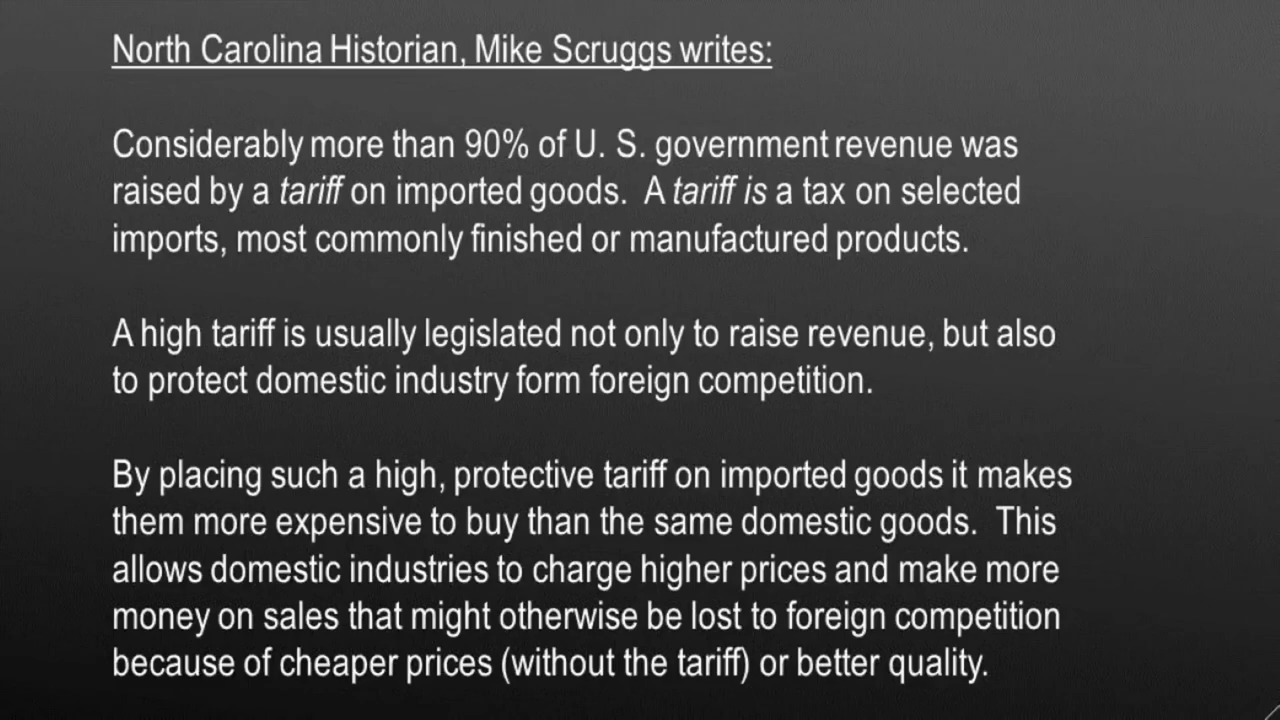 North Carolina Historian, Mike Scruggs writes:
Considerably more than 90% of U. S. government revenue was
raised by a tariff on imported goods. A tariff is a tax on selected
imports, most commonly finished or manufactured products.
A high tariff is usually legislated not only to raise revenue, but also
to protect domestic industry form foreign competition.
By placing such a high, protective tariff on imported goods it makes
them more expensive to buy than the same domestic goods. This
allows domestic industries to charge higher prices and make more
money on sales that might otherwise be lost to foreign competition
because of cheaper prices (without the tariff) or better quality.